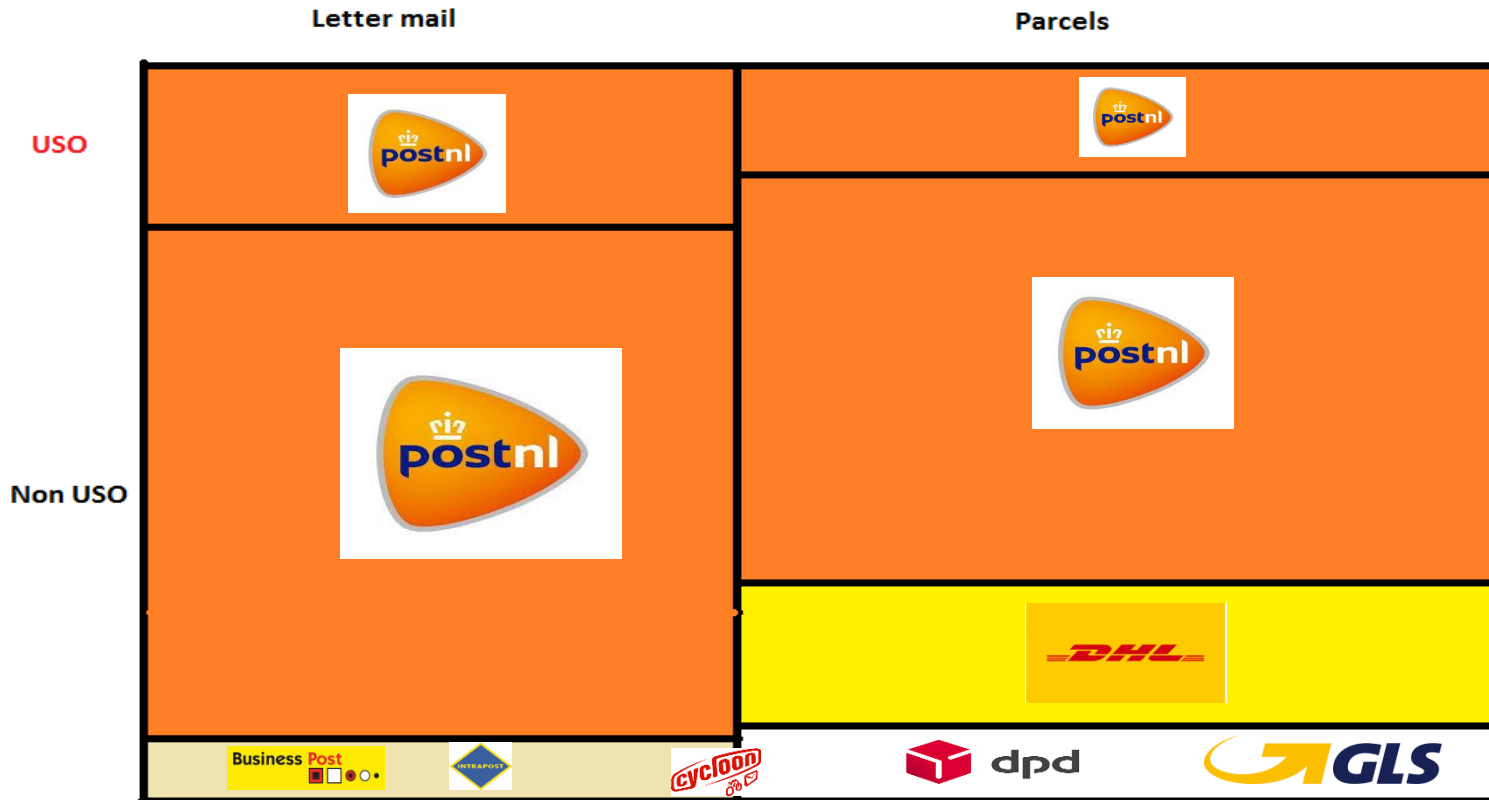 Letter mail
Parcels
USO
postnl
postnl
postnl
postnl
Non USO
DHL
Business Post
INTRAPOST
cycloon
dpd
GLS